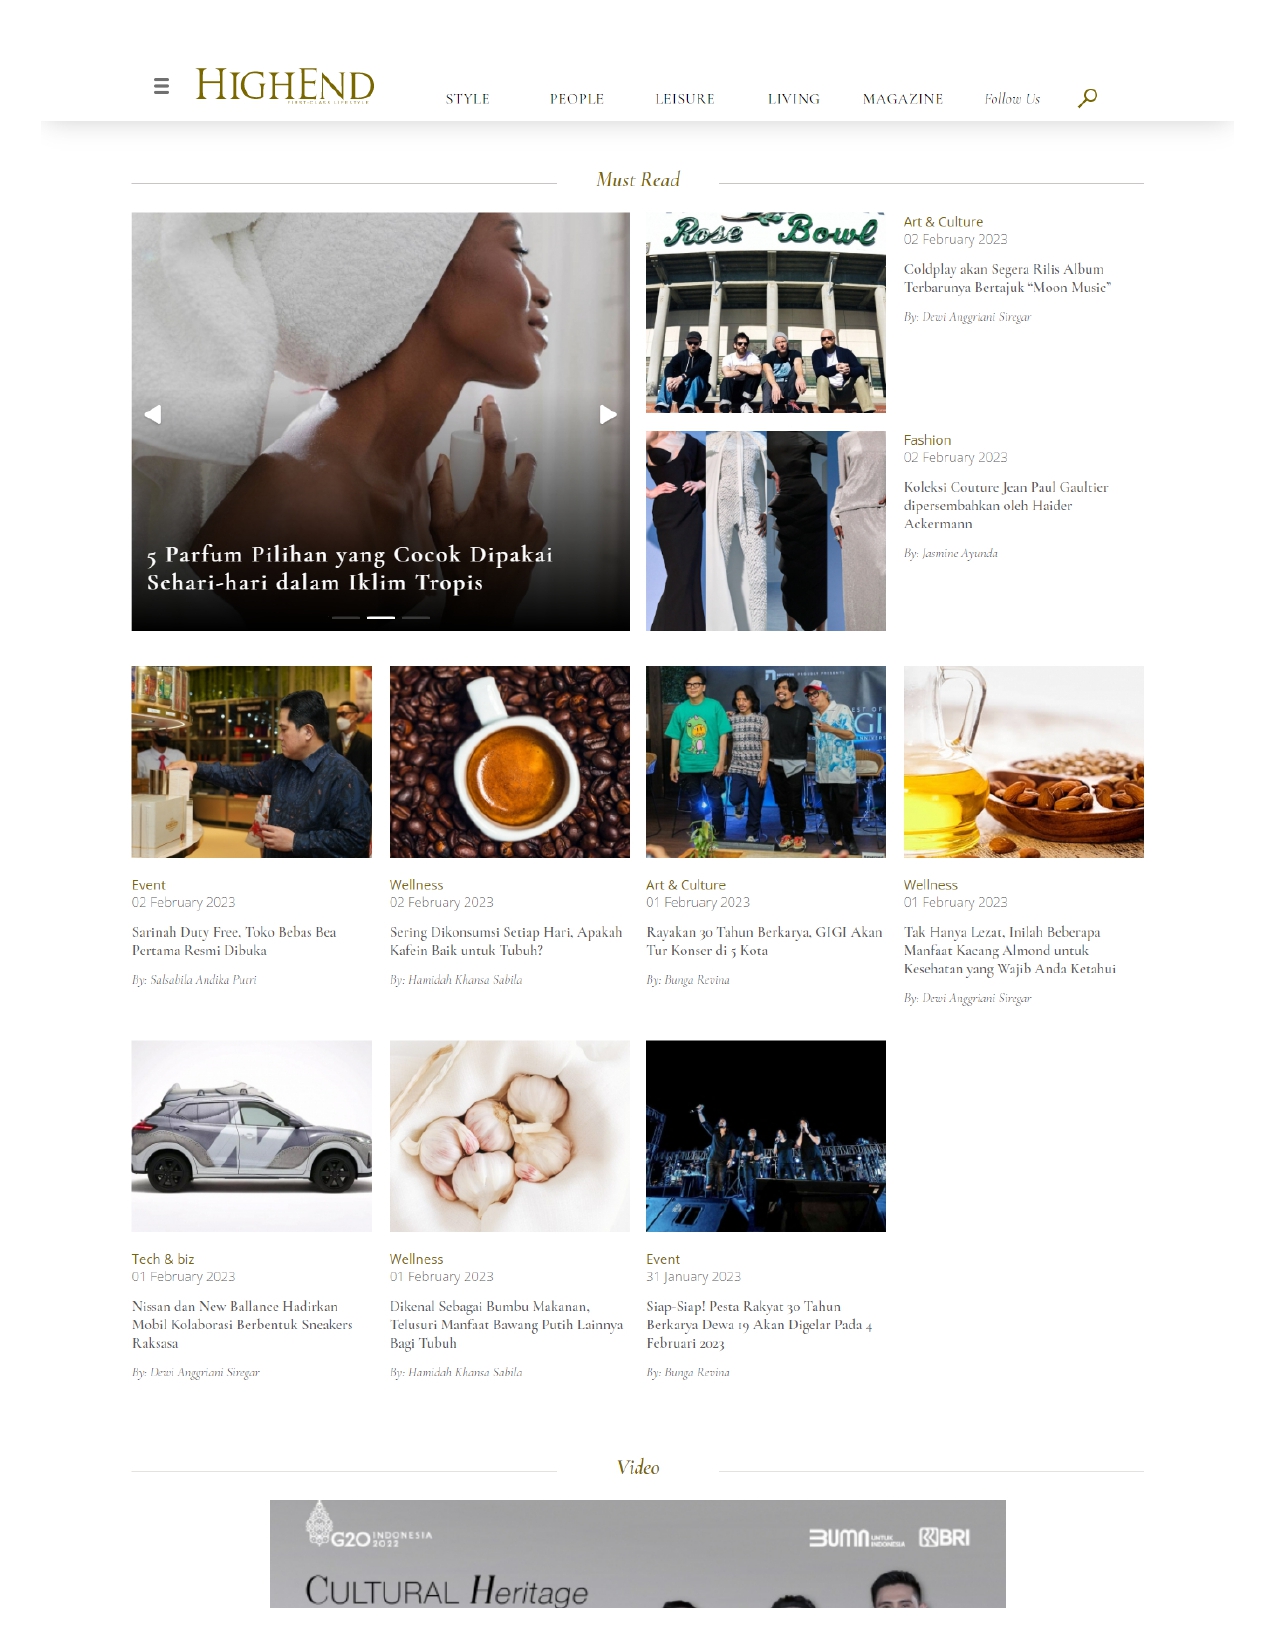 HIGHEND
FIRST CLASS LIFESTYLE
STYLE
PEOPLE
LEISURE
LIVING
MAGAZINE
Follow Us
Must Read
5 Parfum Pilihan yang Cocok Dipakai
Sehari-hari dalam Iklim Tropis
Rose Bowl
Art & Culture
02 February 2023
Coldplay akan Segera Rilis Album
Terbarunya Bertajuk “Moon Music”
By: Dewi Anggriani Siregar
Fashion
02 February 2023
Koleksi Couture Jean Paul Gaultier
dipersembahkan oleh Haider
Ackermann
By: Jasmine Ayunda
Event
02 February 2023
Sarinah Duty Free, Toko Bebas Bea
Pertama Resmi Dibuka
By: Salsabila Andika Putri
Wellness
02 February 2023
Sering Dikonsumsi Setiap Hari, Apakah
Kafein Baik untuk Tubuh?
By: Hamidah Khansa Sabila
Art & Culture
01 February 2023
Rayakan 30 Tahun Berkarya, GIGI Akan
Tur Konser di 5 Kota
By: Bunga Revina
Wellness
01 February 2023
Tak Hanya Lezat, Inilah Beberapa
Manfaat Kacang Almond untuk
Kesehatan yang Wajib Anda Ketahui
By: Dewi Anggriani Siregar
Tech & biz
01 February 2023
Nissan dan New Ballance Hadirkan
Mobil Kolaborasi Berbentuk Sneakers
Raksasa
By: Dewi Anggriani Siregar
Wellness
01 February 2023
Dikenal Sebagai Bumbu Makanan,
Telusuri Manfaat Bawang Putih Lainnya
Bagi Tubuh
By: Hamidah Khansa Sabila
Event
31 January 2023
Siap-Siap! Pesta Rakyat 30 Tahun
Berkarya Dewa 19 Akan Digelar Pada 4
Februari 2023
By: Bunga Revina
Video
G20 INDONESIA
2022
BUMN UNTUK
INDONESIA
BRI
CULTURAL Heritage